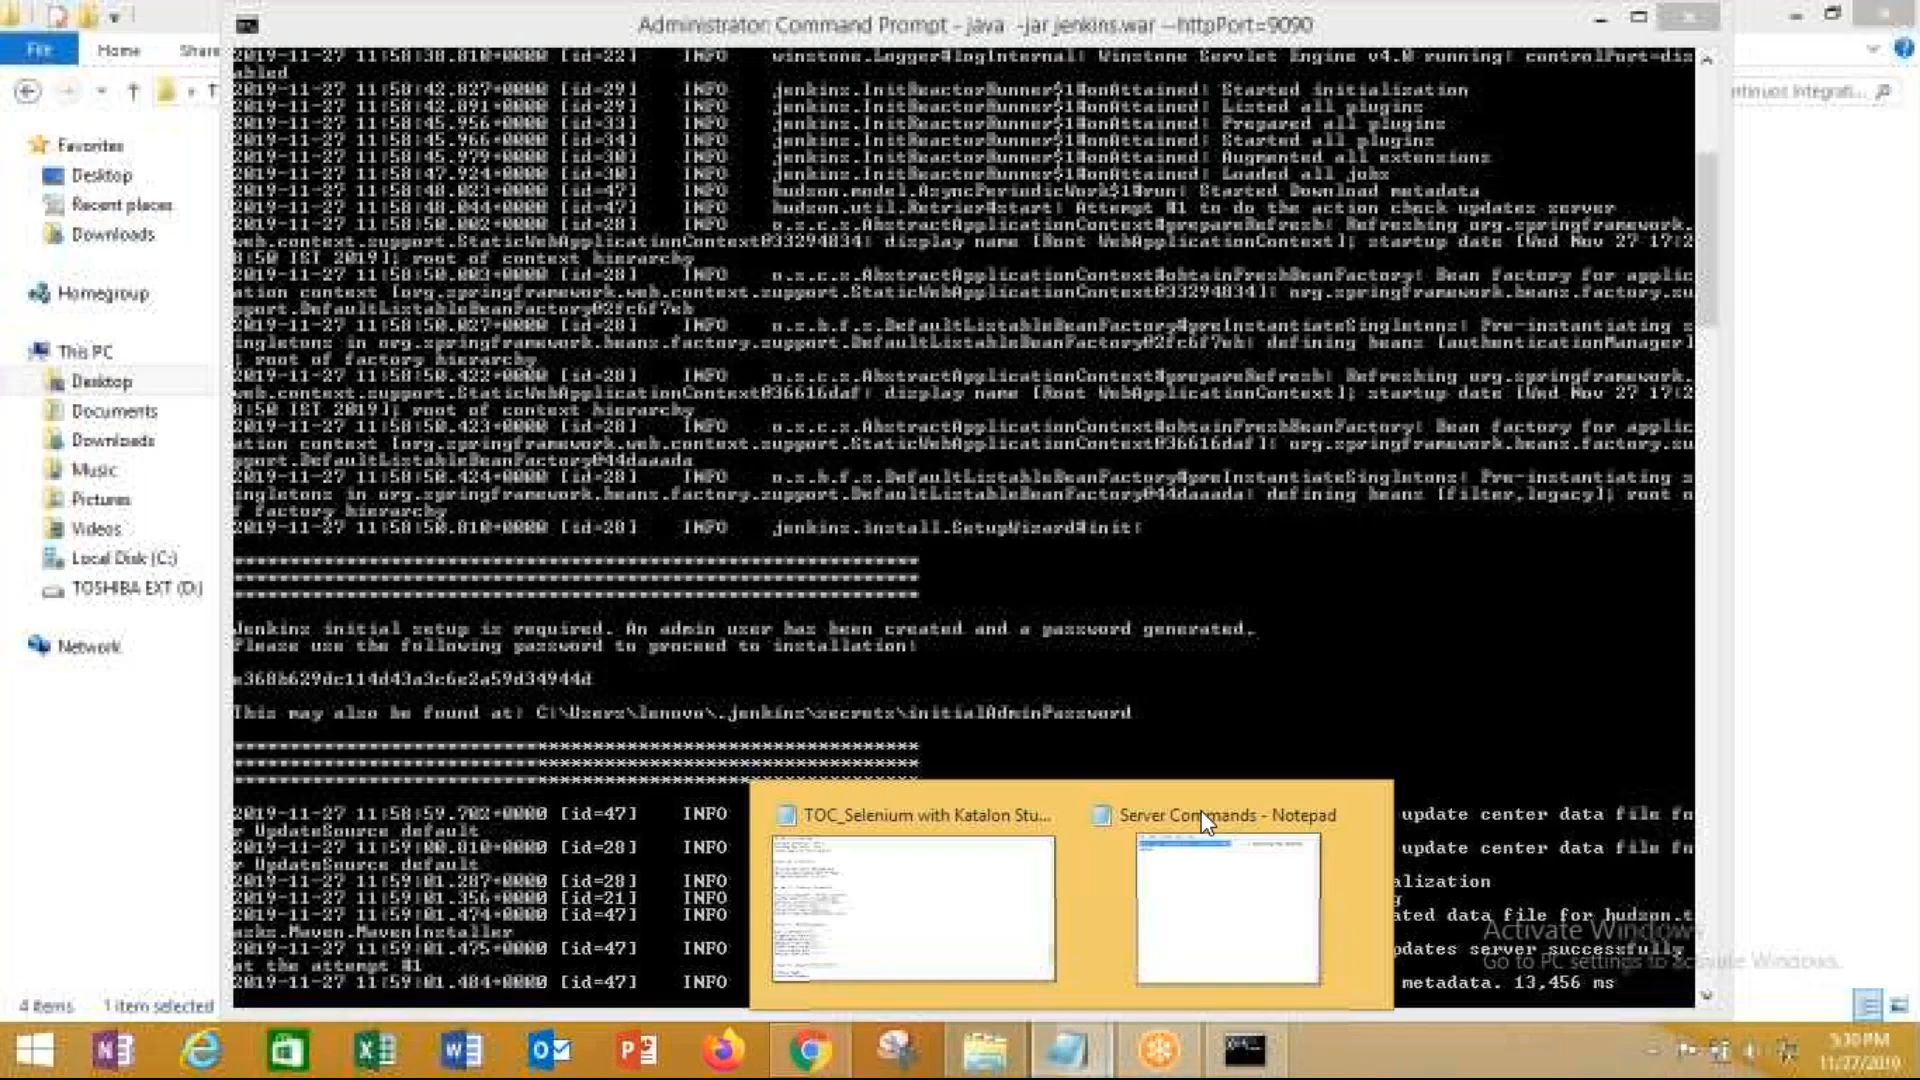 Administrator: Command Prompt - java -jar jenkins.war --httpPort=9090
File
Home
Share
2019-11-27 11:58:38.810+0000 [id=22] INFO winstone.Logger#logInternal: Winstone Servlet Engine v4.0 running: controlPort=dis
abled
2019-11-27 11:58:42.827+0000 [id=29] INFO jenkins.InitReactorRunner$1#onAttained: Started initialization
2019-11-27 11:58:42.891+0000 [id=29] INFO jenkins.InitReactorRunner$1#onAttained: Listed all plugins
2019-11-27 11:58:45.956+0000 [id=33] INFO jenkins.InitReactorRunner$1#onAttained: Prepared all plugins
2019-11-27 11:58:45.966+0000 [id=34] INFO jenkins.InitReactorRunner$1#onAttained: Started all plugins
2019-11-27 11:58:45.979+0000 [id=30] INFO jenkins.InitReactorRunner$1#onAttained: Augmented all extensions
2019-11-27 11:58:47.924+0000 [id=30] INFO jenkins.InitReactorRunner$1#onAttained: Loaded all jobs
2019-11-27 11:58:48.023+0000 [id=47] INFO hudson.model.AsyncPeriodicWork$1#run: Started Download metadata
2019-11-27 11:58:48.044+0000 [id=47] INFO hudson.util.Retrier#start: Attempt #1 to do the action check updates server
2019-11-27 11:58:50.002+0000 [id=28] INFO o.s.c.s.AbstractApplicationContext#prepareRefresh: Refreshing org.springframework.
web.context.support.StaticWebApplicationContext@33294834: display name [Root WebApplicationContext]; startup date [Wed Nov 27 17:2
8:50 IST 2019]; root of context hierarchy
2019-11-27 11:58:50.003+0000 [id=28] INFO o.s.c.s.AbstractApplicationContext#obtainFreshBeanFactory: Bean factory for applic
ation context [org.springframework.web.context.support.StaticWebApplicationContext@33294834]: org.springframework.beans.factory.su
pport.DefaultListableBeanFactory@2fc6f7eb
2019-11-27 11:58:50.027+0000 [id=28] INFO o.s.b.f.s.DefaultListableBeanFactory#preInstantiateSingletons: Pre-instantiating s
ingletons in org.springframework.beans.factory.support.DefaultListableBeanFactory@2fc6f7eb: defining beans [authenticationManager]
; root of factory hierarchy
2019-11-27 11:58:50.422+0000 [id=28] INFO o.s.c.s.AbstractApplicationContext#prepareRefresh: Refreshing org.springframework.
web.context.support.StaticWebApplicationContext@36616daf: display name [Root WebApplicationContext]; startup date [Wed Nov 27 17:2
8:50 IST 2019]; root of context hierarchy
2019-11-27 11:58:50.423+0000 [id=28] INFO o.s.c.s.AbstractApplicationContext#obtainFreshBeanFactory: Bean factory for applic
ation context [org.springframework.web.context.support.StaticWebApplicationContext@36616daf]: org.springframework.beans.factory.su
pport.DefaultListableBeanFactory@44daaada
2019-11-27 11:58:50.424+0000 [id=28] INFO o.s.b.f.s.DefaultListableBeanFactory#preInstantiateSingletons: Pre-instantiating s
ingletons in org.springframework.beans.factory.support.DefaultListableBeanFactory@44daaada: defining beans [filter,legacy]; root o
f factory hierarchy
2019-11-27 11:58:50.810+0000 [id=28] INFO jenkins.install.SetupWizard#init:
*************************************************************
*************************************************************
*************************************************************
Jenkins initial setup is required. An admin user has been created and a password generated.
Please use the following password to proceed to installation:
e368b629dc114d43a3c6e2a59d34944d
This may also be found at: C:\Users\lenovo\.jenkins\secrets\initialAdminPassword
*************************************************************
*************************************************************
*************************************************************
2019-11-27 11:58:59.702+0000 [id=47] INFO update center data file fo
r UpdateSource default
2019-11-27 11:59:00.810+0000 [id=28] INFO update center data file fo
r UpdateSource default
2019-11-27 11:59:01.287+0000 [id=28] INFO alization
2019-11-27 11:59:01.356+0000 [id=21] INFO
2019-11-27 11:59:01.474+0000 [id=47] INFO ated data file for hudson.t
asks.Maven.MavenInstaller
2019-11-27 11:59:01.475+0000 [id=47] INFO pdates server successfully
at the attempt #1
2019-11-27 11:59:01.484+0000 [id=47] INFO metadata. 13,456 ms
Favorites
Desktop
Recent places
Downloads
Homegroup
This PC
Desktop
Documents
Downloads
Music
Pictures
Videos
Local Disk (C:)
TOSHIBA EXT (D:)
Network
4 items 1 item selected
ntinuos Integrati...
TOC_Selenium with Katalon Stu...
Server Commands - Notepad
Activate Windows
Go to PC settings to activate Windows.
5:30 PM
11/27/2019